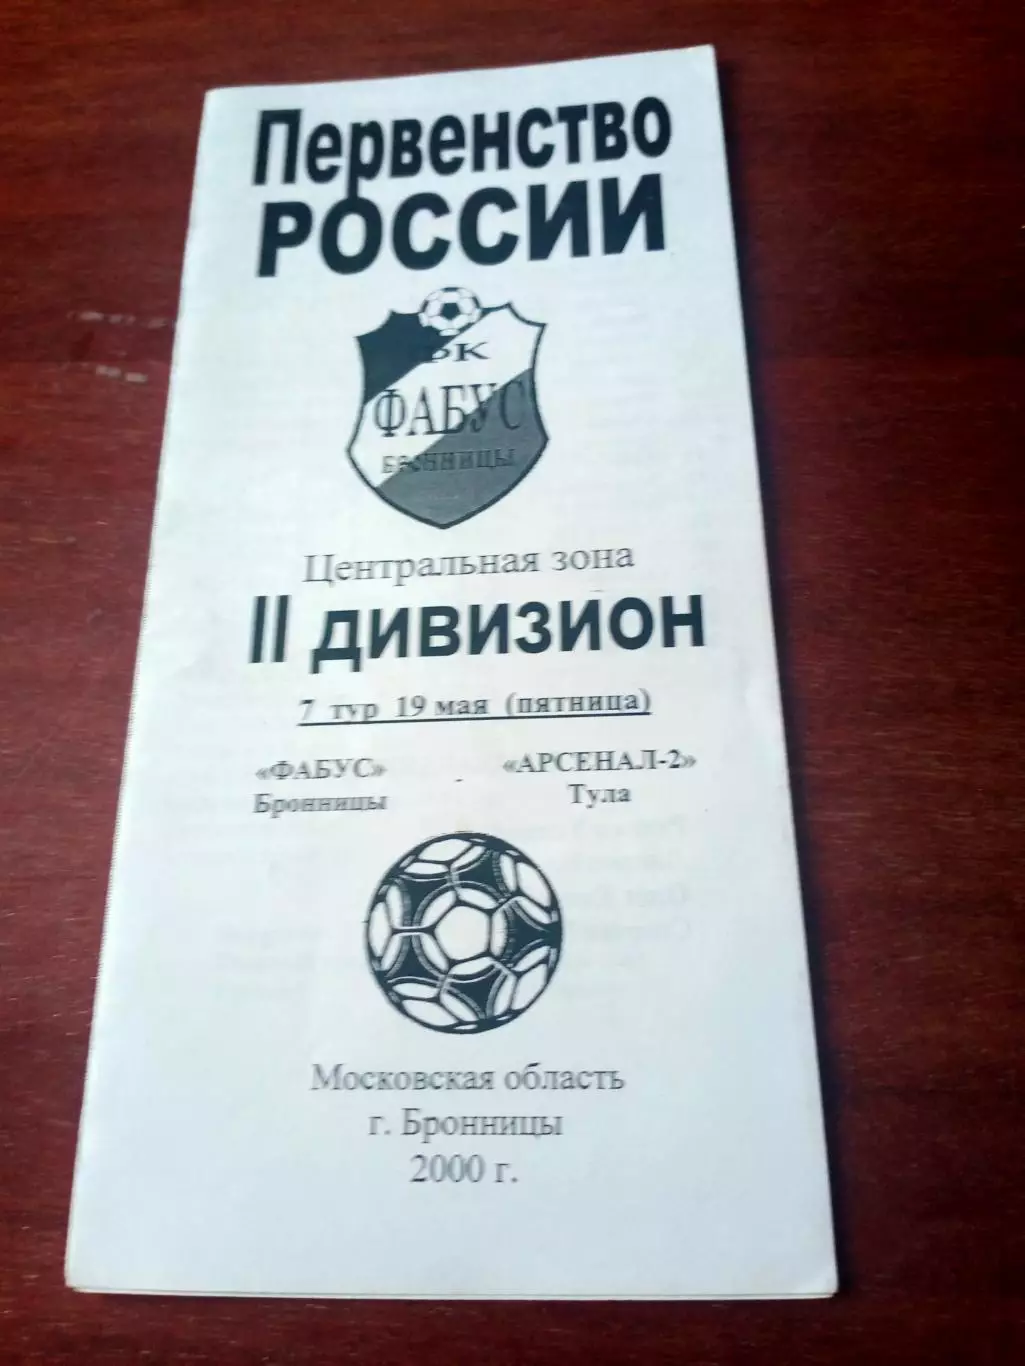 Первенство
РОССИИ
ФК
ФАБУС
БРОННИЦЫ
Центральная зона
II ДИВИЗИОН
7 тур 19 мая (пятница)
«ФАБУС» - «АРСЕНАЛ-2»
Бронницы Тула
Московская область
г. Бронницы
2000 г.